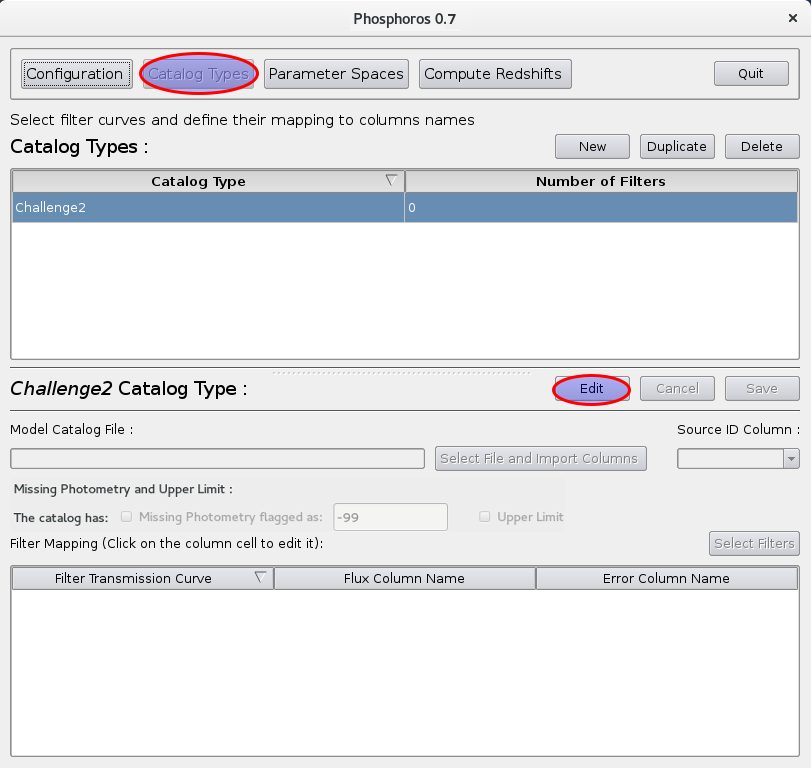 Phosphoros 0.7
Configuration Catalog Types Parameter Spaces Compute Redshifts Quit
Select filter curves and define their mapping to columns names
Catalog Types : New Duplicate Delete
Catalog Type Number of Filters
Challenge2 0
Challenge2 Catalog Type : Edit Cancel Save
Model Catalog File : Source ID Column :
Select File and Import Columns
Missing Photometry and Upper Limit :
The catalog has: Missing Photometry flagged as: -99 Upper Limit
Filter Mapping (Click on the column cell to edit it): Select Filters
Filter Transmission Curve Flux Column Name Error Column Name